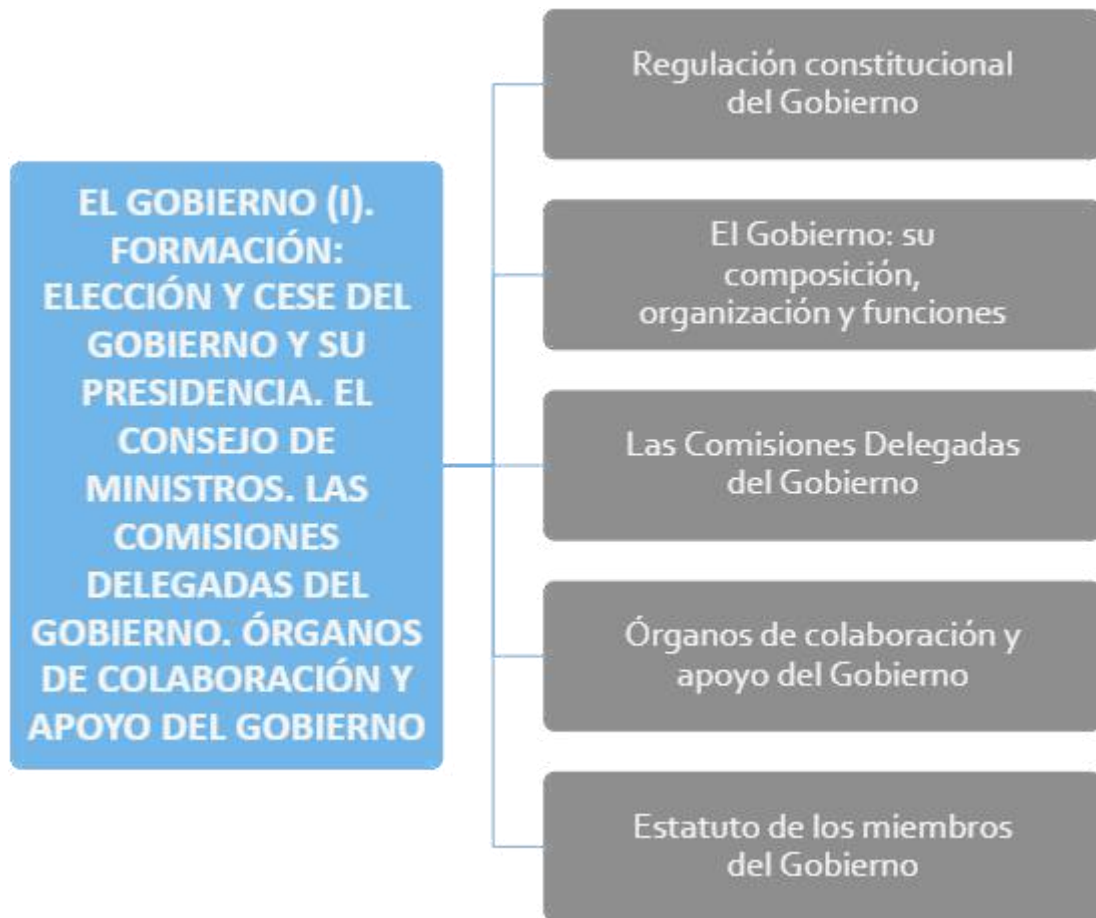 EL GOBIERNO (I).
FORMACIÓN:
ELECCIÓN Y CESE DEL
GOBIERNO Y SU
PRESIDENCIA. EL
CONSEJO DE
MINISTROS. LAS
COMISIONES
DELEGADAS DEL
GOBIERNO. ÓRGANOS
DE COLABORACIÓN Y
APOYO DEL GOBIERNO
Regulación constitucional
del Gobierno
El Gobierno: su
composición,
organización y funciones
Las Comisiones Delegadas
del Gobierno
Órganos de colaboración y
apoyo del Gobierno
Estatuto de los miembros
del Gobierno